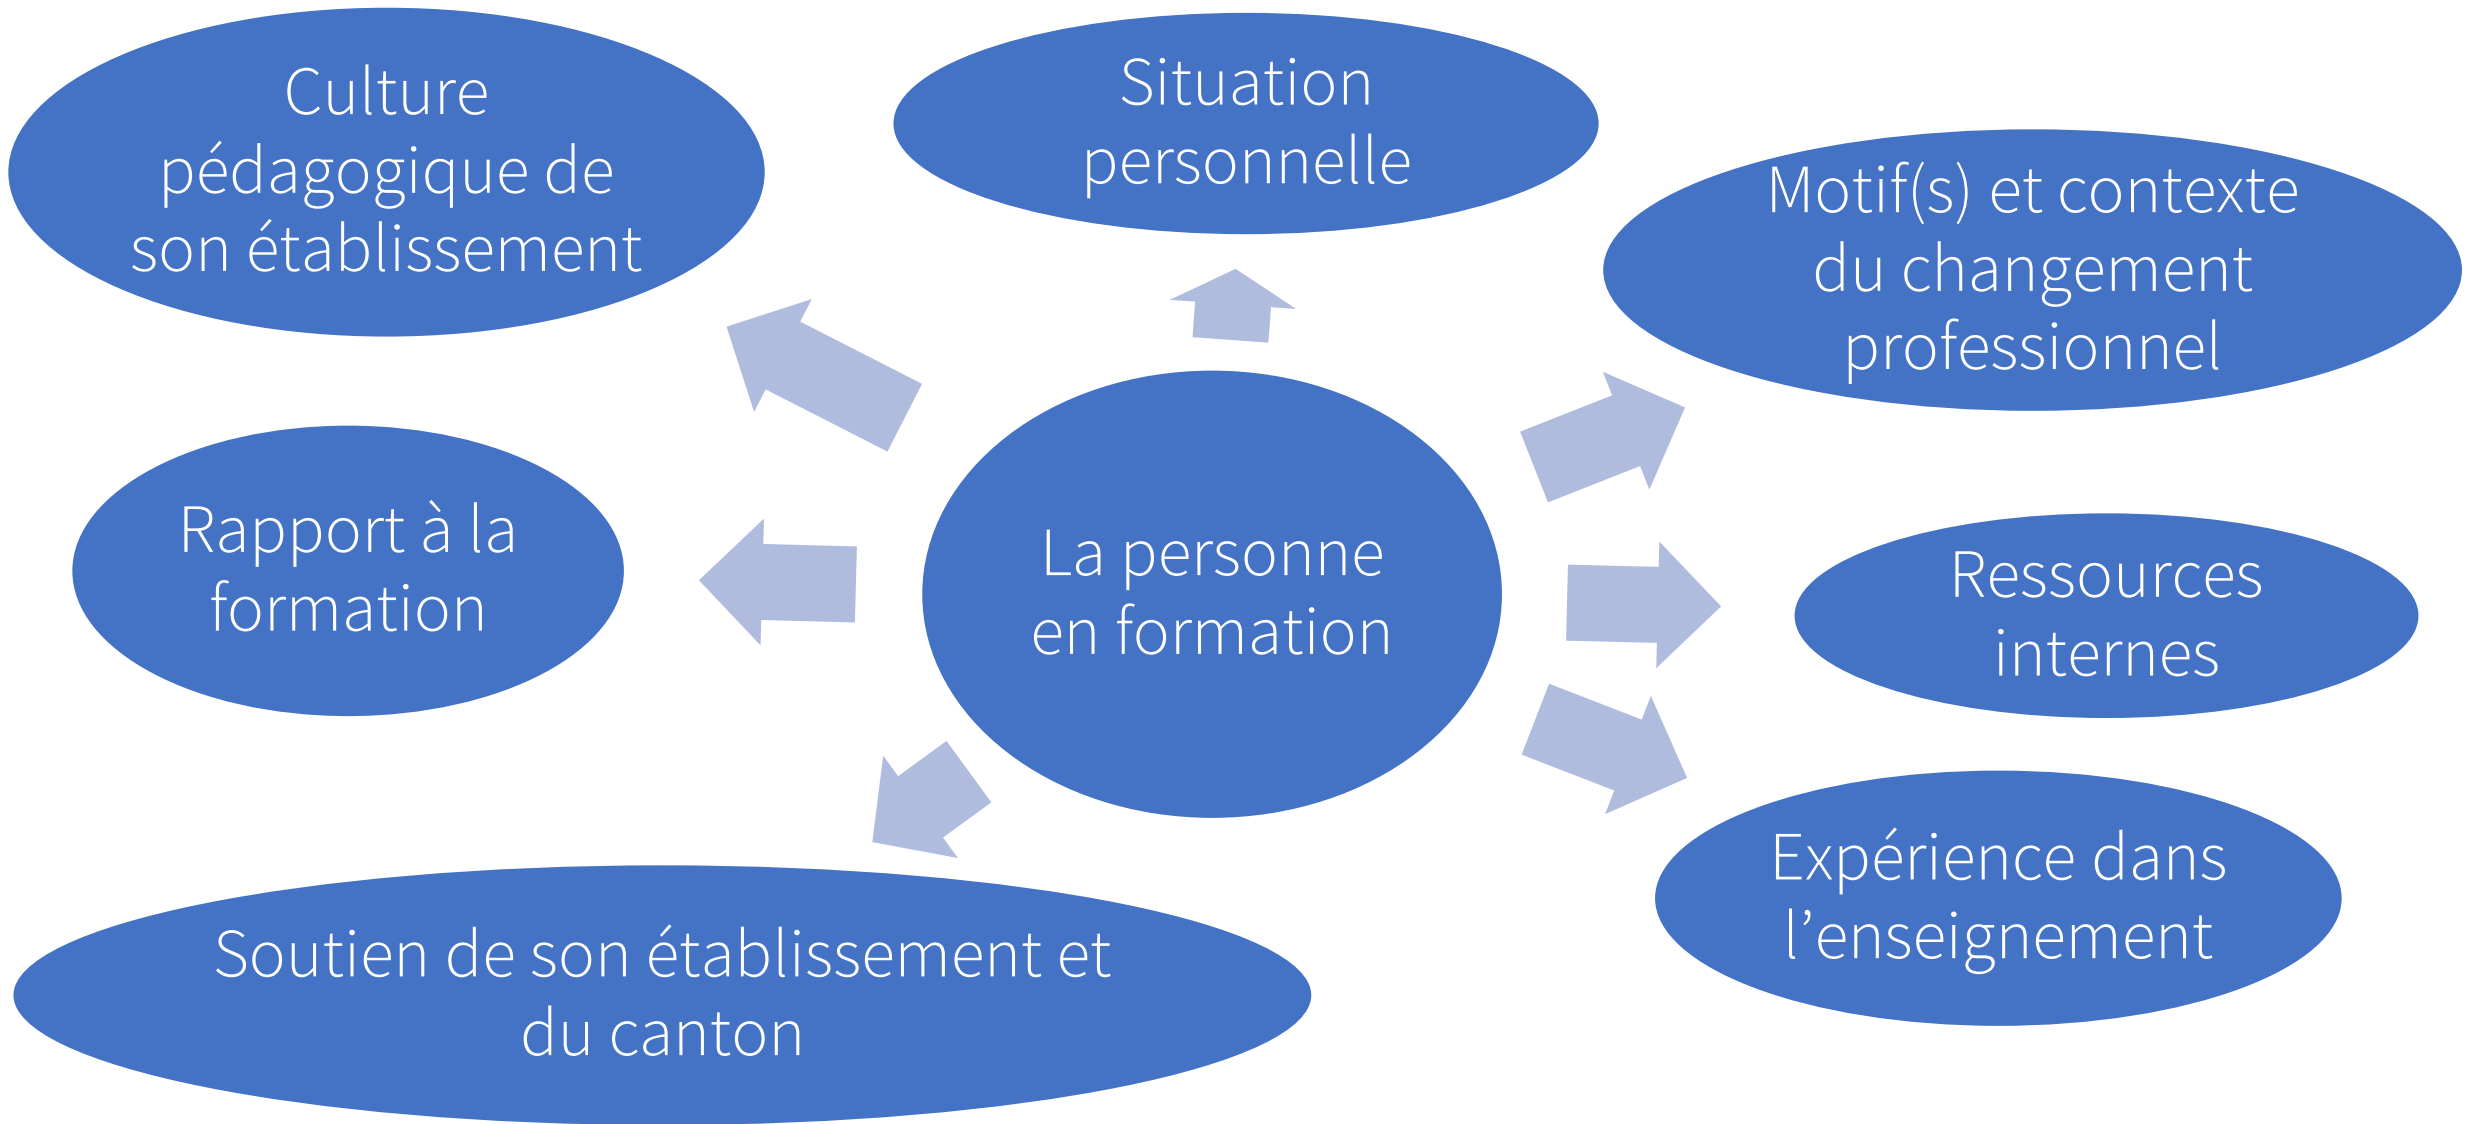 Culture
pédagogique de
son établissement
Situation
personnelle
Motif(s) et contexte
du changement
professionnel
Rapport à la
formation
La personne
en formation
Ressources
internes
Expérience dans
l’enseignement
Soutien de son établissement et
du canton